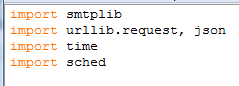 import smtplib
import urllib.request, json
import time
import sched